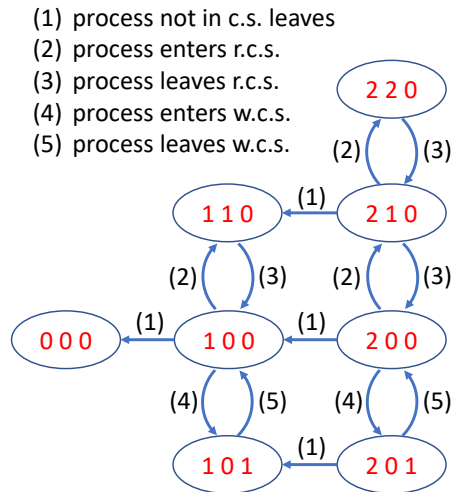 (1) process not in c.s. leaves
(2) process enters r.c.s.
(3) process leaves r.c.s.
(4) process enters w.c.s.
(5) process leaves w.c.s.
2 2 0
(2) (3)
(1)
1 1 0 2 1 0
(2) (3) (2) (3)
(1) (1)
0 0 0 1 0 0 2 0 0
(4) (5) (4) (5)
(1)
1 0 1 2 0 1